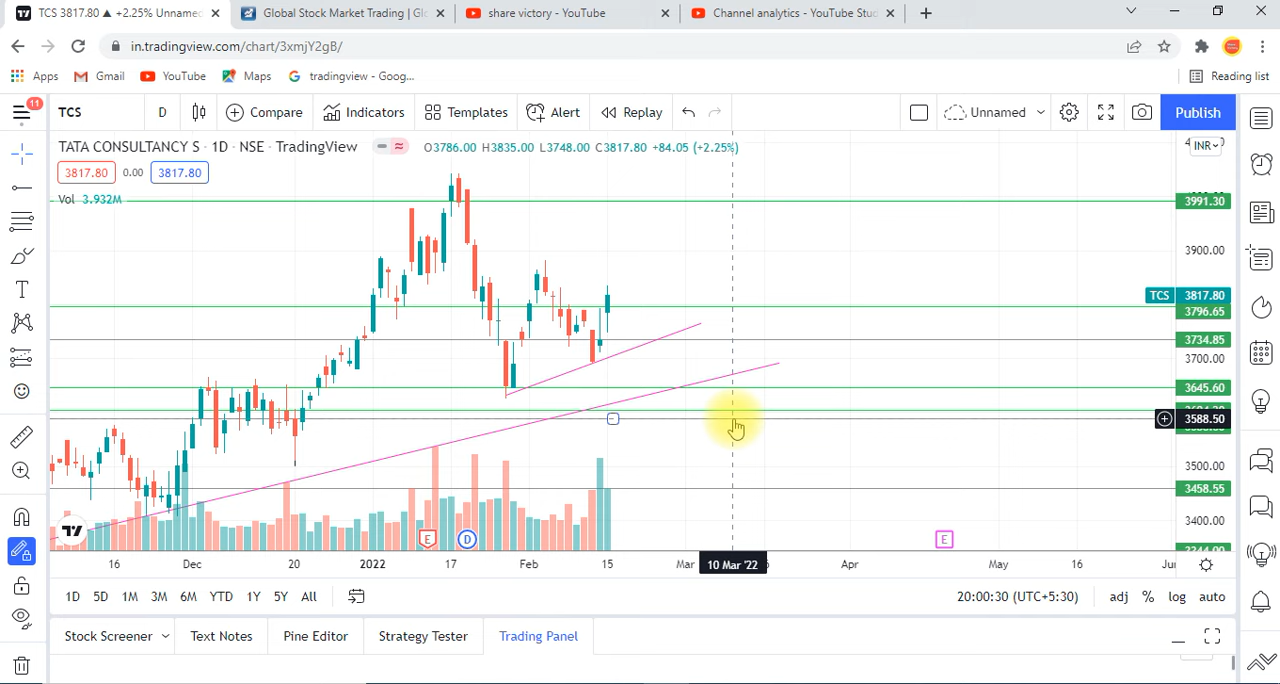 TCS 3817.80 ▲ +2.25% Unname
Global Stock Market Trading | Gl
share victory - YouTube
Channel analytics - YouTube Stud
in.tradingview.com/chart/3xmjY2gB/
Apps
Gmail
YouTube
Maps
tradingview - Goog...
Reading list
11
TCS
D
Compare
Indicators
Templates
Alert
Replay
Unnamed
Publish
TATA CONSULTANCY S · 1D · NSE · TradingView
O3786.00 H3835.00 L3748.00 C3817.80 +84.05 (+2.25%)
INR
3817.80
0.00
3817.80
Vol 3.932M
3991.30
3900.00
TCS 3817.80
3796.65
3734.85
3700.00
3645.60
3588.50
3500.00
3458.55
3400.00
E
D
E
16
Dec
20
2022
17
Feb
15
Mar
10 Mar '22
Apr
May
16
1D
5D
1M
3M
6M
YTD
1Y
5Y
All
20:00:30 (UTC+5:30)
adj
%
log
auto
Stock Screener
Text Notes
Pine Editor
Strategy Tester
Trading Panel